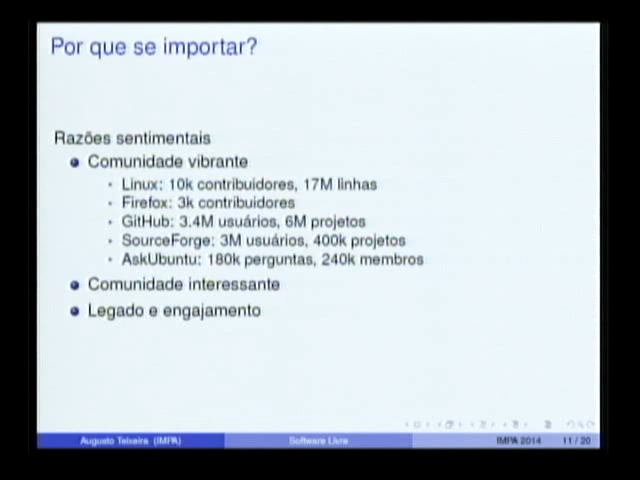 Por que se importar?
Razões sentimentais
Comunidade vibrante
Linux: 10k contribuidores, 17M linhas
Firefox: 3k contribuidores
GitHub: 3.4M usuários, 6M projetos
SourceForge: 3M usuários, 400k projetos
AskUbuntu: 180k perguntas, 240k membros
Comunidade interessante
Legado e engajamento
Augusto Teixeira (IMPA) Software Livre IMPA 2014 11 / 20